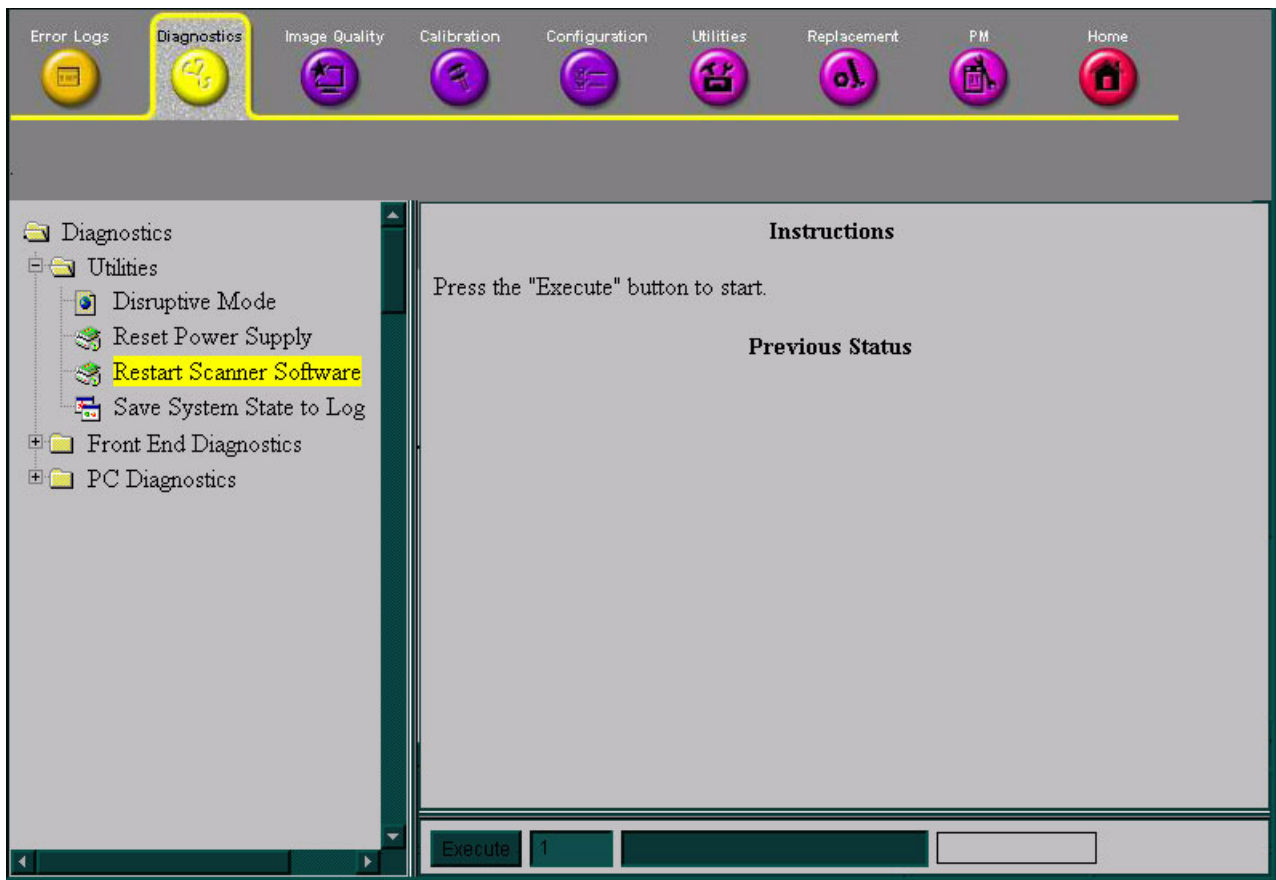 Error Logs
Diagnostics
Image Quality
Calibration
Configuration
Utilities
Replacement
PM
Home
Diagnostics
Utilities
Disruptive Mode
Reset Power Supply
Restart Scanner Software
Save System State to Log
Front End Diagnostics
PC Diagnostics
Instructions
Press the "Execute" button to start.
Previous Status
Execute
1